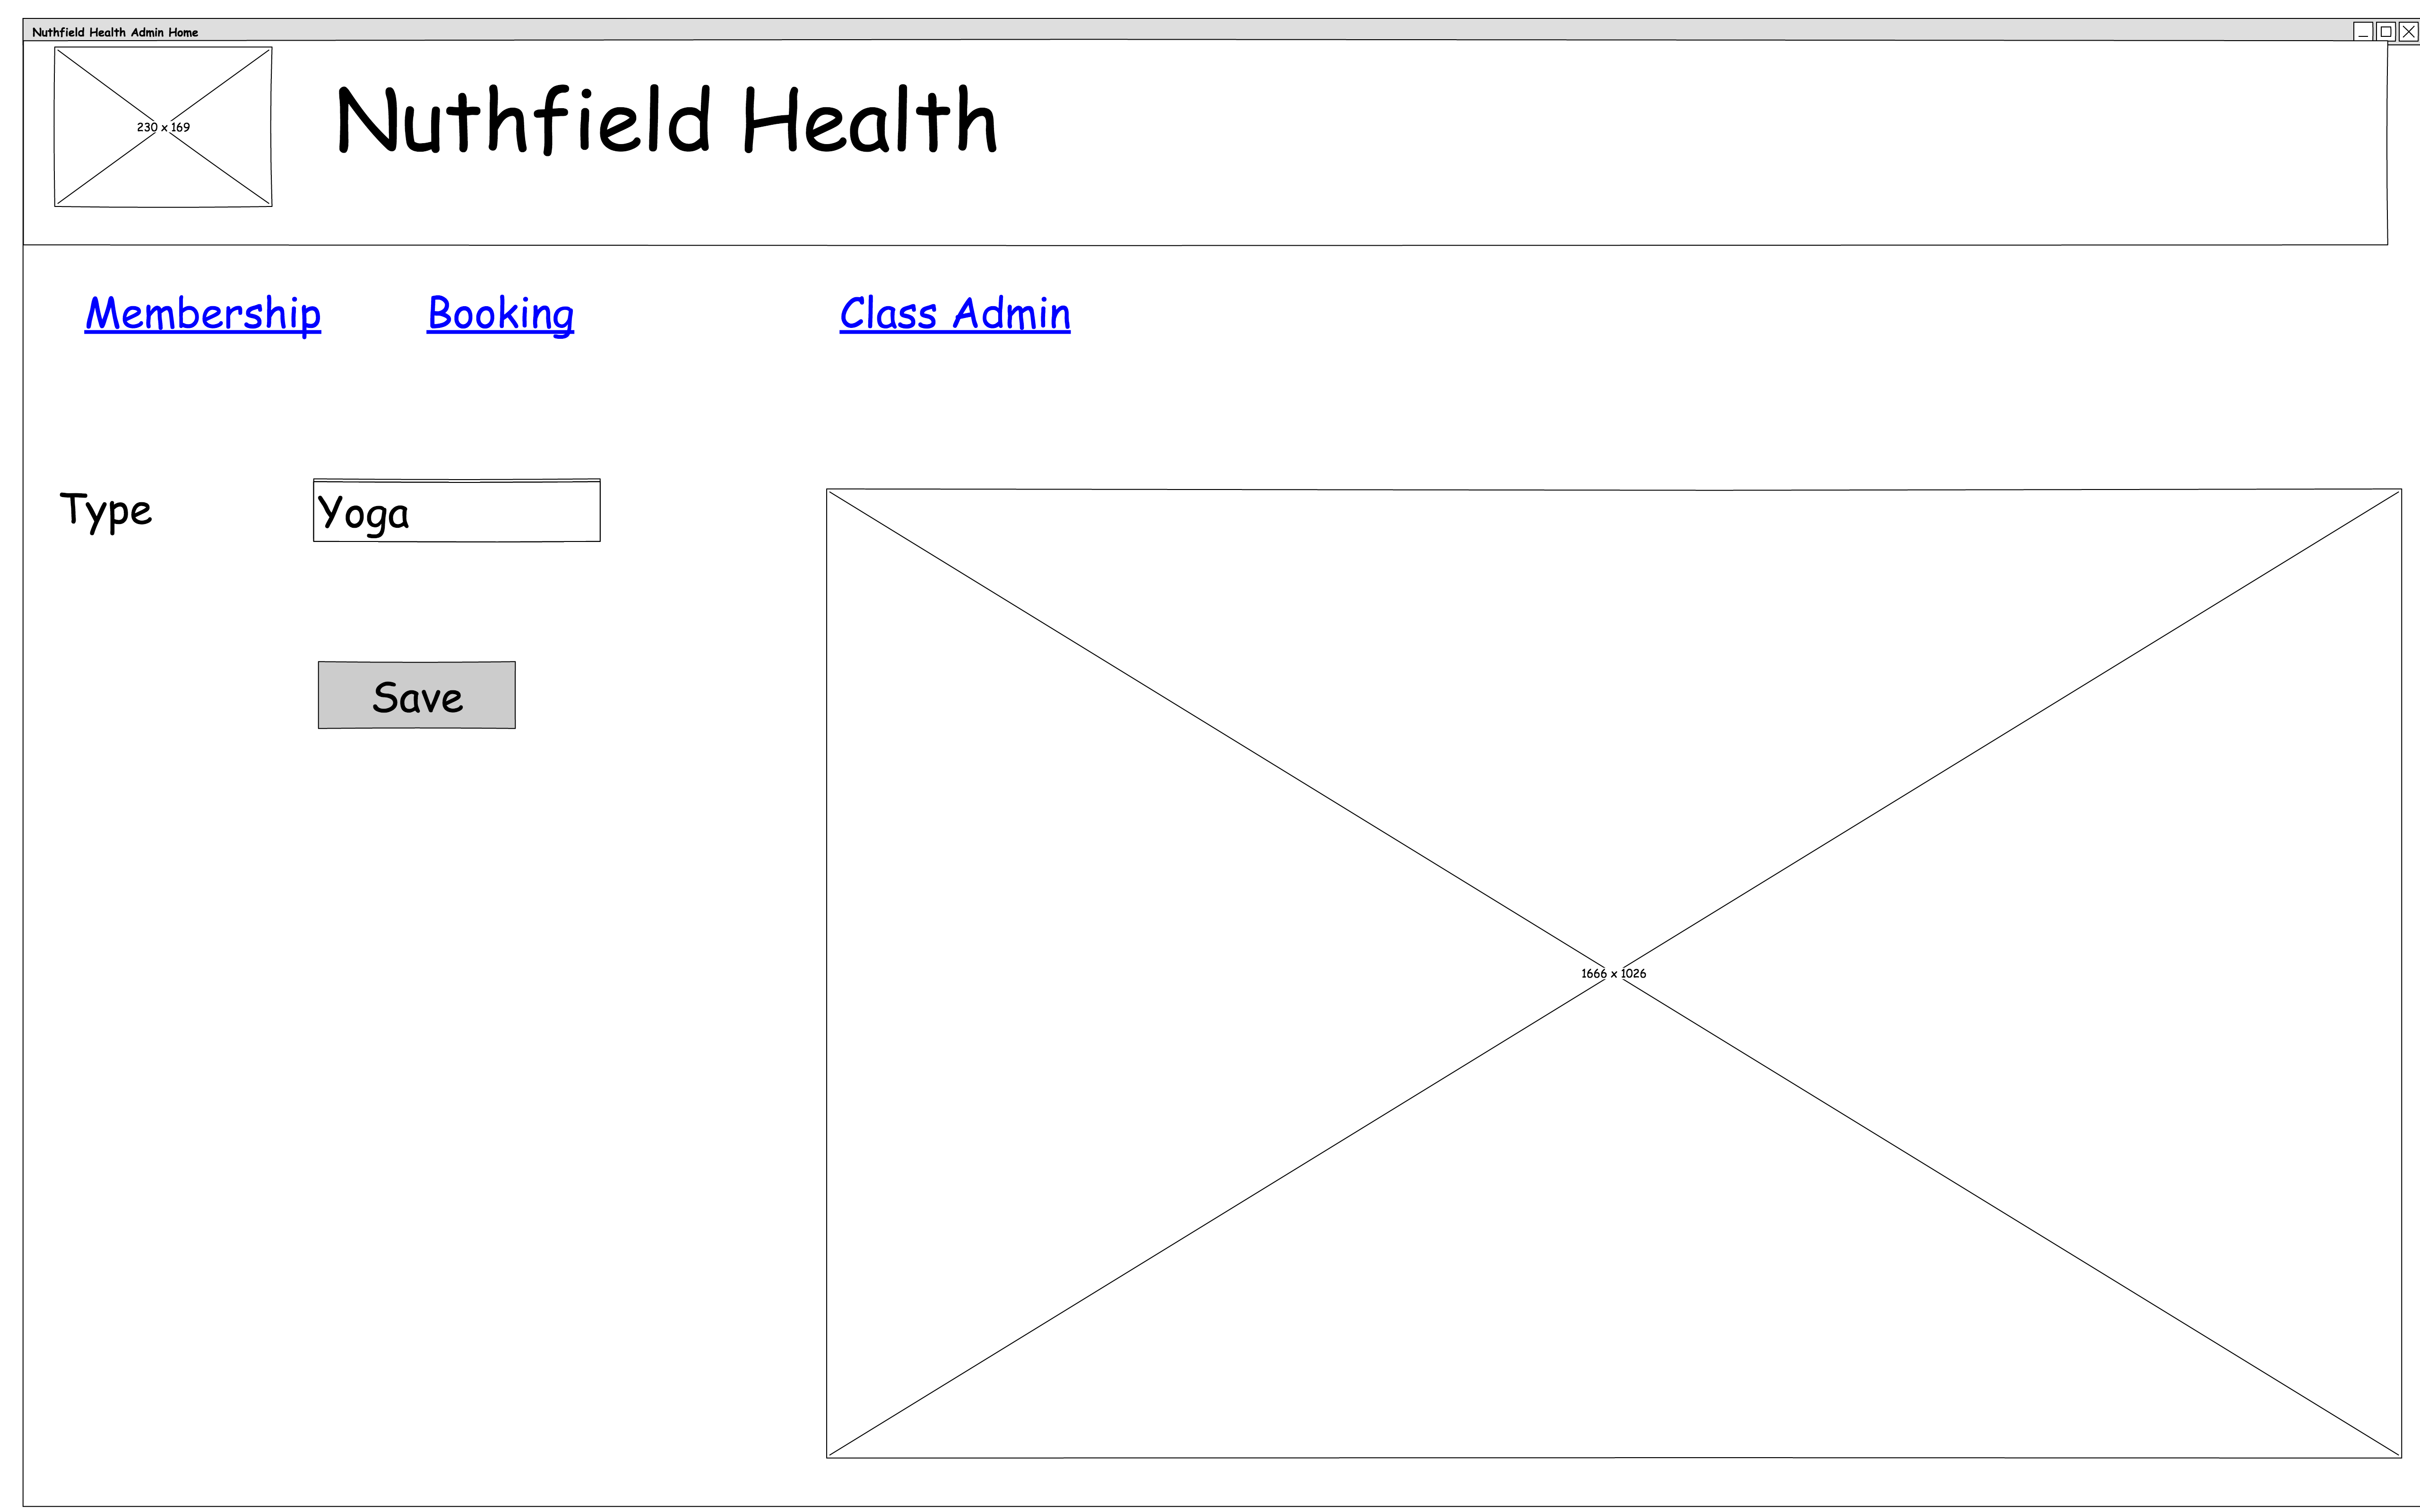 Nuthfield Health Admin Home
230 x 169
Nuthfield Health
Membership Booking Class Admin
Type Yoga
Save
1666 x 1026